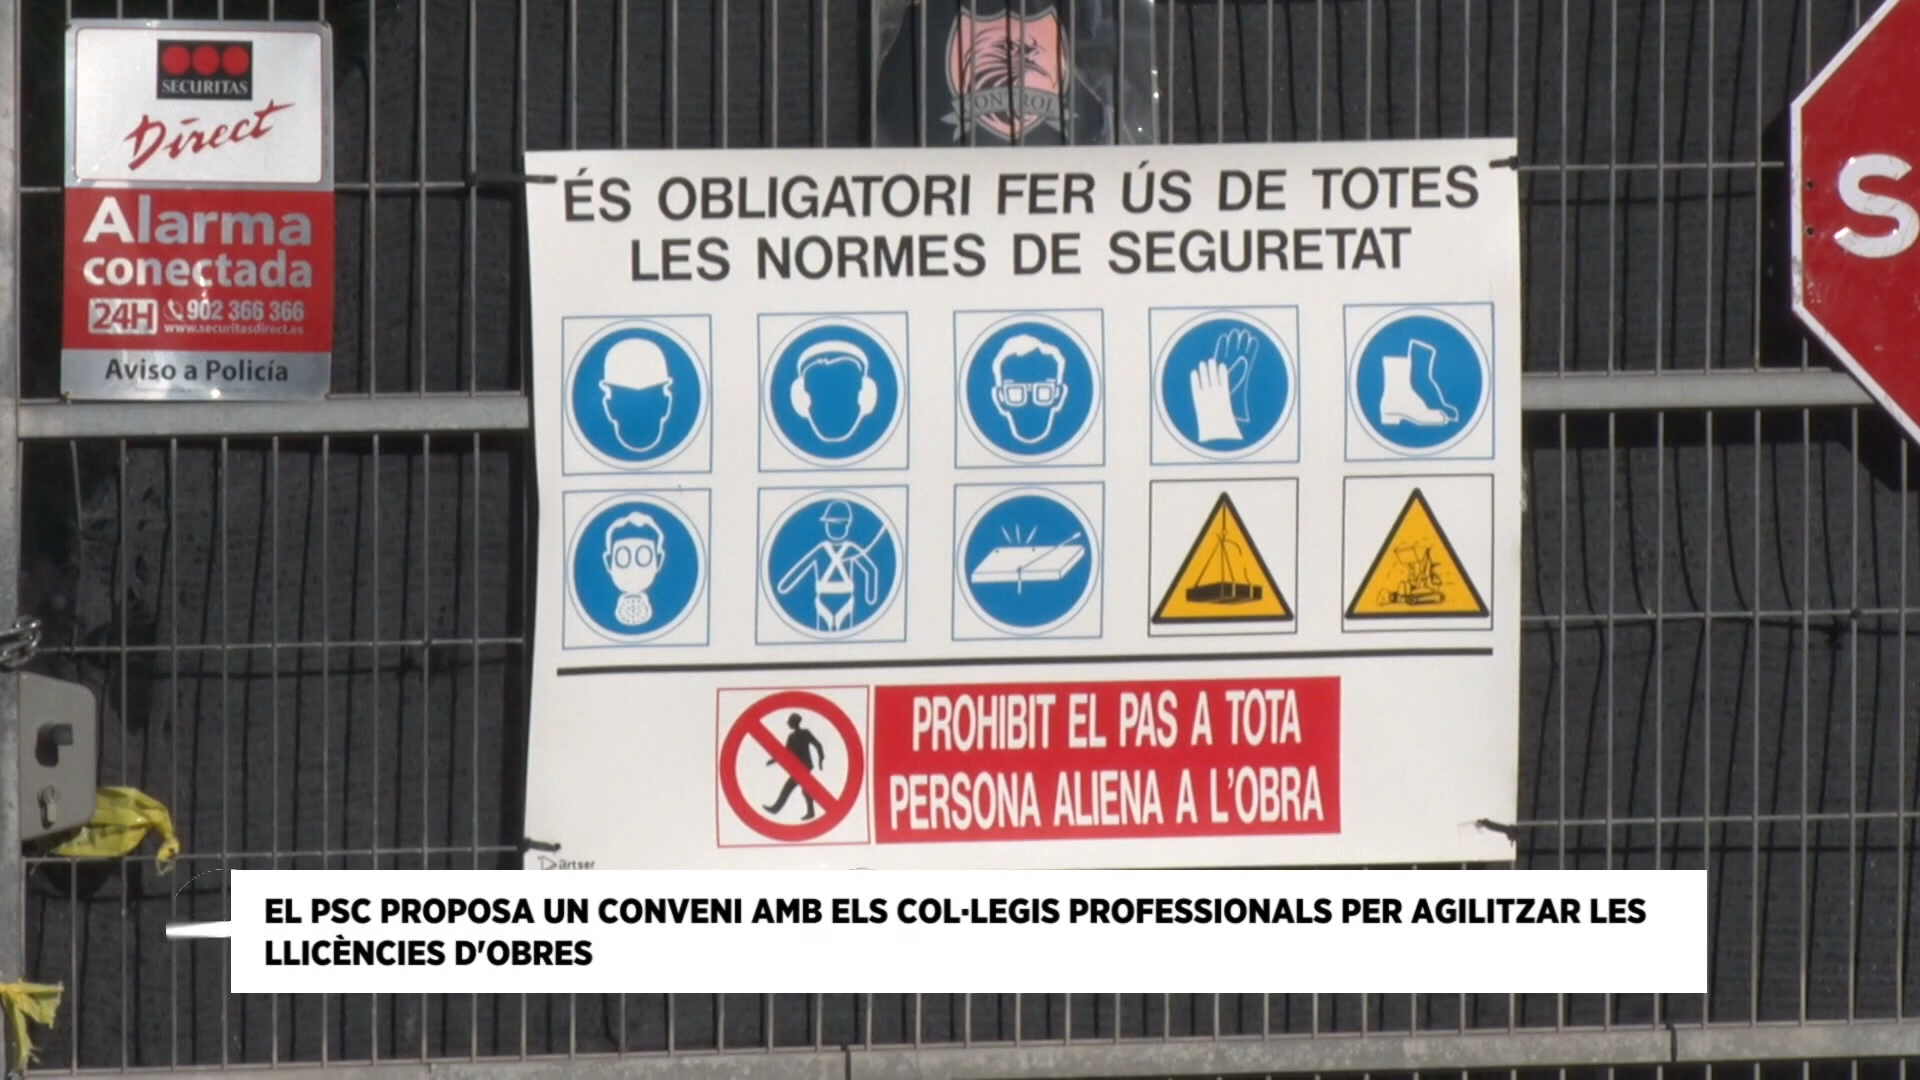 SECURITAS
Direct
Alarma
conectada
24H 902 366 366
www.securitasdirect.es
Aviso a Policía
CONTROL
ÉS OBLIGATORI FER ÚS DE TOTES
LES NORMES DE SEGURETAT
PROHIBIT EL PAS A TOTA
PERSONA ALIENA A L'OBRA
Dartser
S
EL PSC PROPOSA UN CONVENI AMB ELS COL·LEGIS PROFESSIONALS PER AGILITZAR LES
LLICÈNCIES D'OBRES